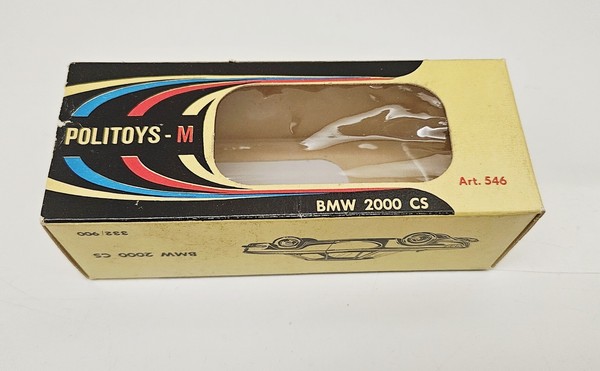 POLITOYS - M
Art. 546
BMW 2000 CS
BMW 2000 CS
332/900